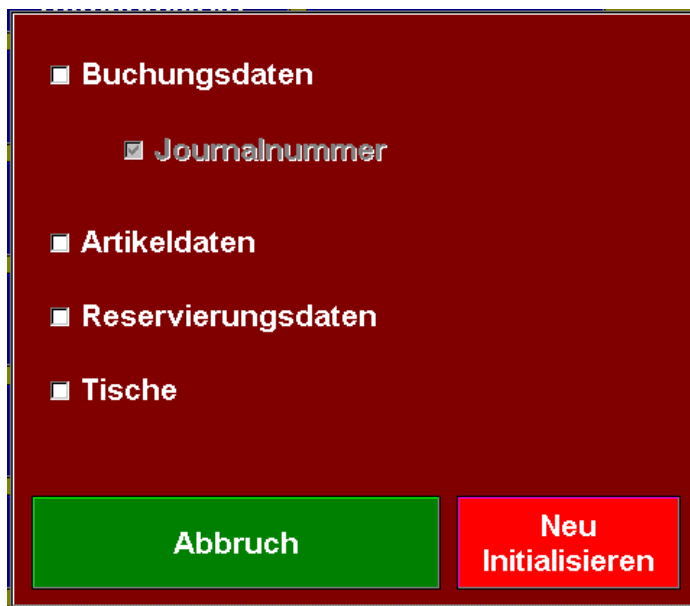 Buchungsdaten
Journalnummer
Artikeldaten
Reservierungsdaten
Tische
Abbruch
Neu
Initialisieren